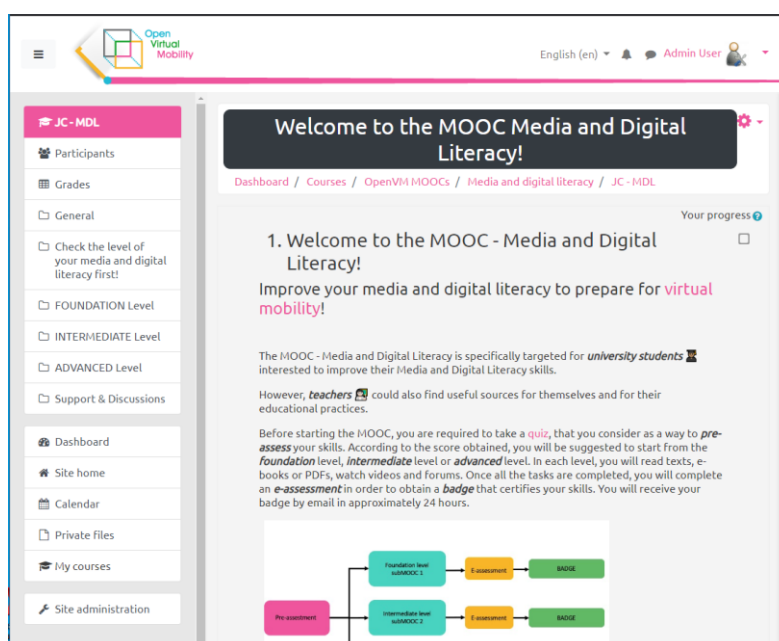 Open
Virtual
Mobility
English (en)
Admin User
JC - MDL
Participants
Grades
General
Check the level of
your media and digital
literacy first!
FOUNDATION Level
INTERMEDIATE Level
ADVANCED Level
Support & Discussions
Dashboard
Site home
Calendar
Private files
My courses
Site administration
Welcome to the MOOC Media and Digital
Literacy!
Dashboard / Courses / OpenVM MOOCs / Media and digital literacy / JC - MDL
Your progress
1. Welcome to the MOOC - Media and Digital
Literacy!
Improve your media and digital literacy to prepare for virtual
mobility!
The MOOC - Media and Digital Literacy is specifically targeted for university students
interested to improve their Media and Digital Literacy skills.
However, teachers could also find useful sources for themselves and for their
educational practices.
Before starting the MOOC, you are required to take a quiz, that you consider as a way to pre-
assess your skills. According to the score obtained, you will be suggested to start from the
foundation level, intermediate level or advanced level. In each level, you will read texts, e-
books or PDFs, watch videos and forums. Once all the tasks are completed, you will complete
an e-assessment in order to obtain a badge that certifies your skills. You will receive your
badge by email in approximately 24 hours.
Foundation level
subMOOC 1
E-assessment
BADGE
Pre-assessment
Intermediate level
subMOOC 2
E-assessment
BADGE